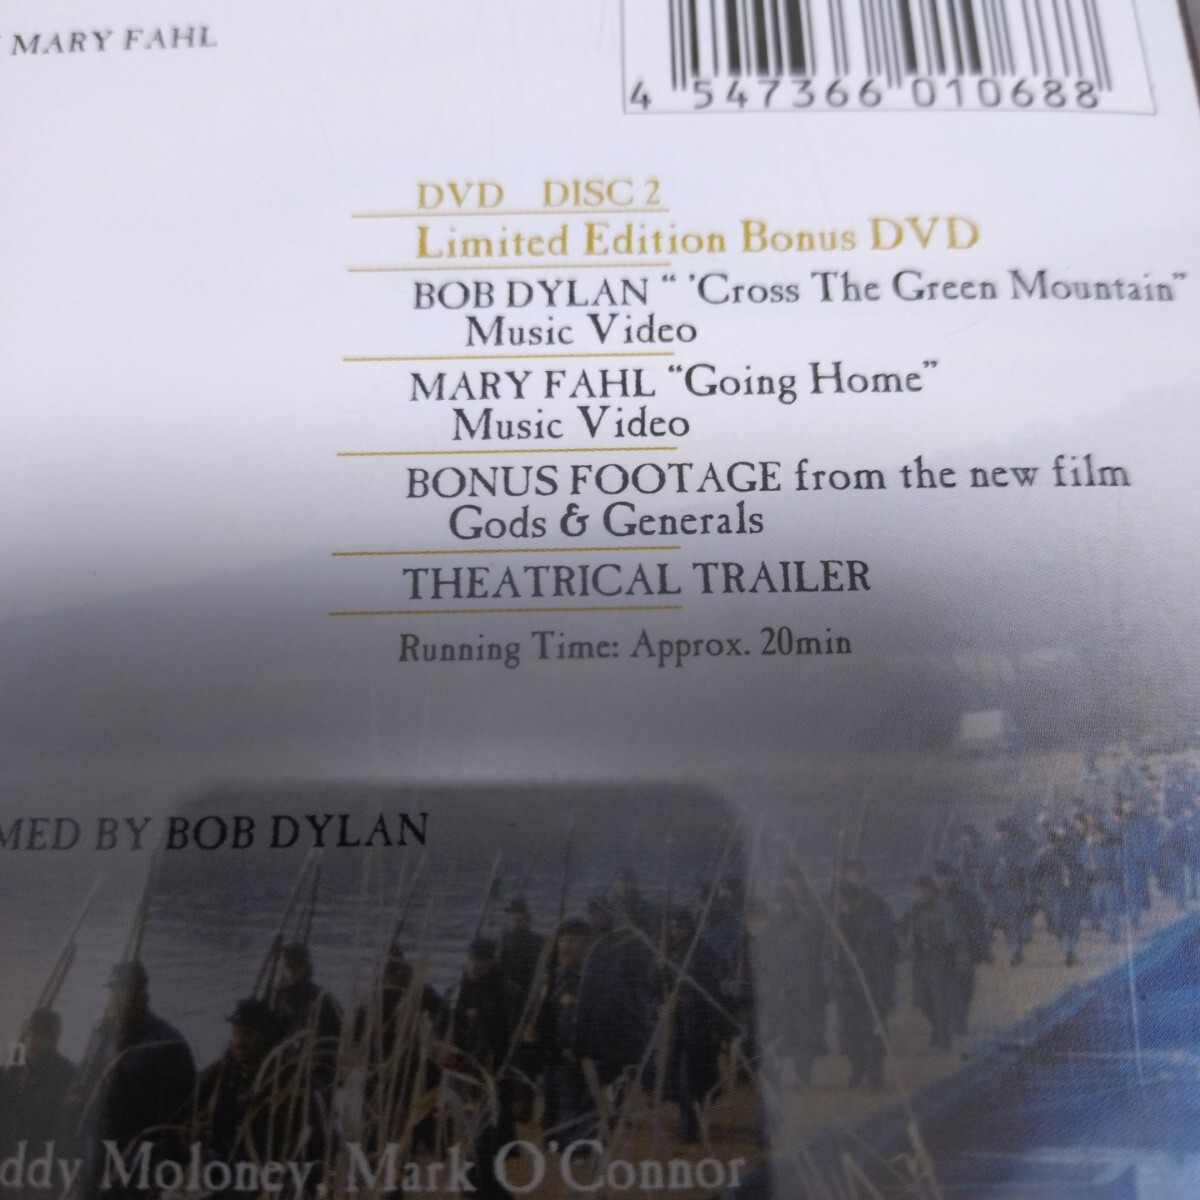 MARY FAHL
4 547366 010688
DVD DISC 2
Limited Edition Bonus DVD
BOB DYLAN “ 'Cross The Green Mountain”
Music Video
MARY FAHL “Going Home”
Music Video
BONUS FOOTAGE from the new film
Gods & Generals
THEATRICAL TRAILER
Running Time: Approx. 20min
MED BY BOB DYLAN
ddy Moloney, Mark O'Connor